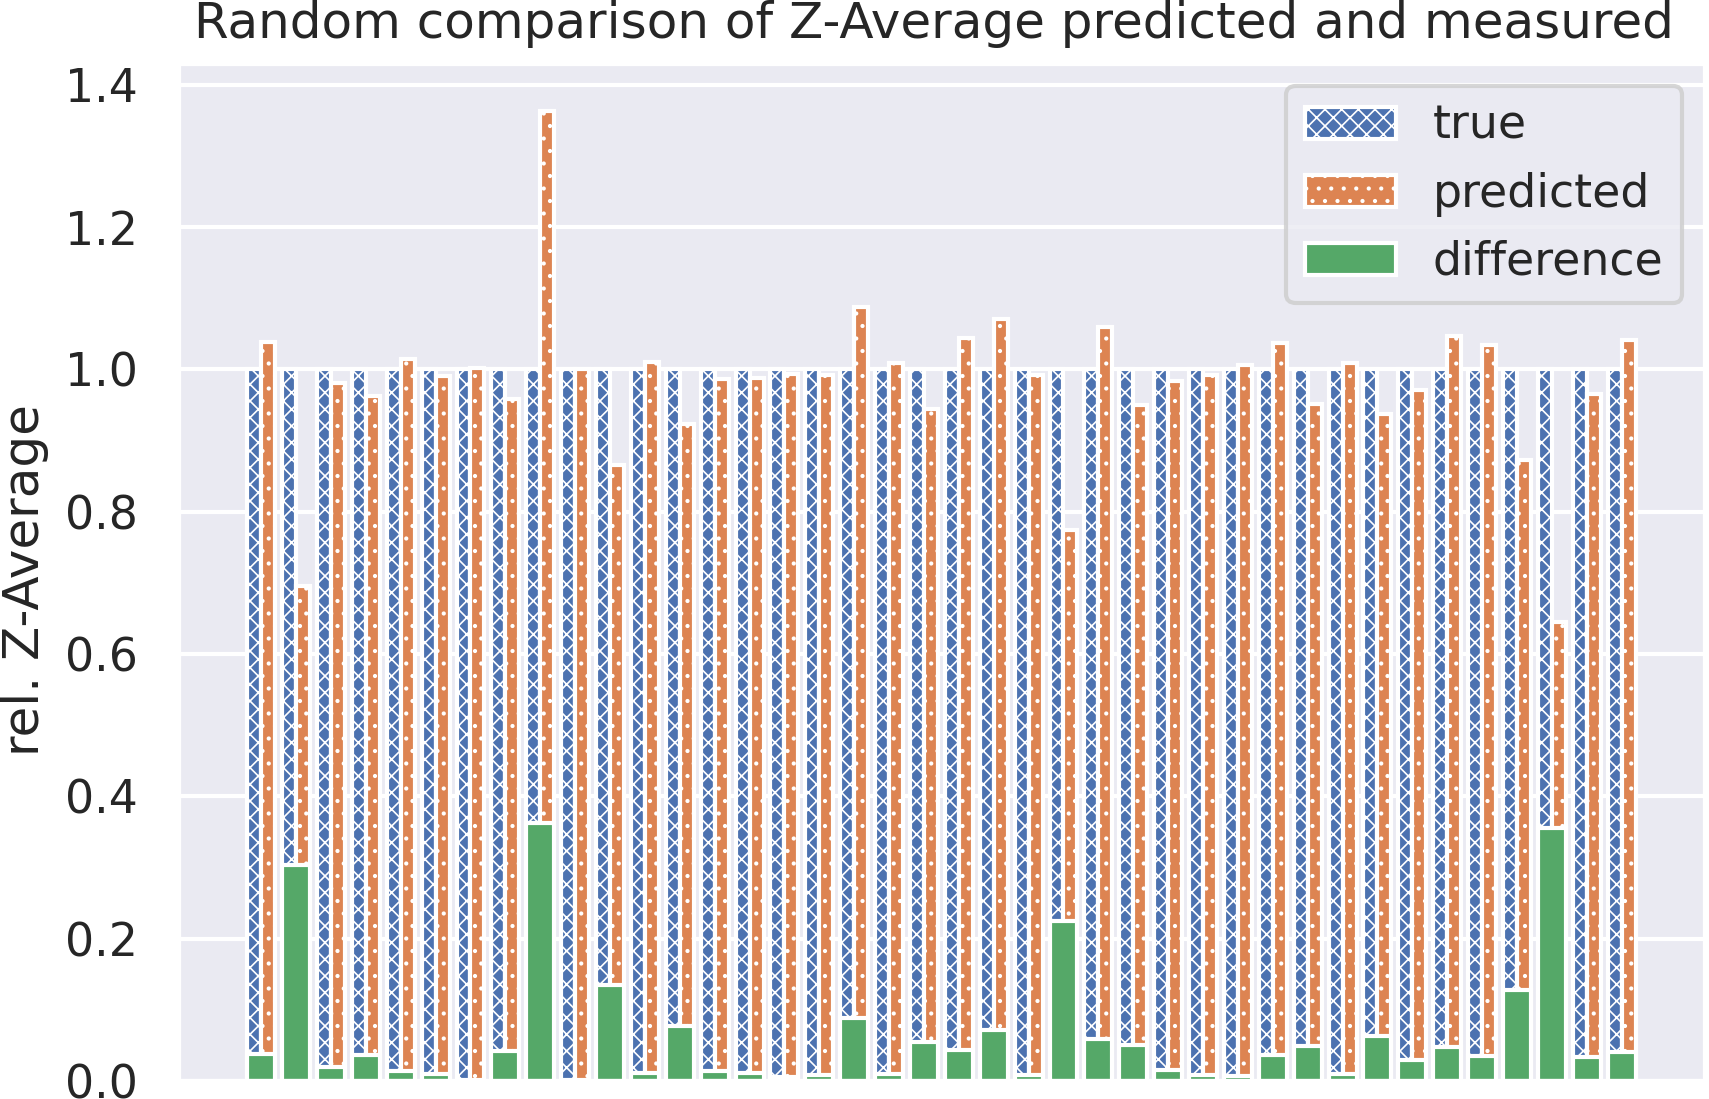 Random comparison of Z-Average predicted and measured
1.4
1.2
1.0
0.8
0.6
0.4
0.2
0.0
rel. Z-Average
true
predicted
difference